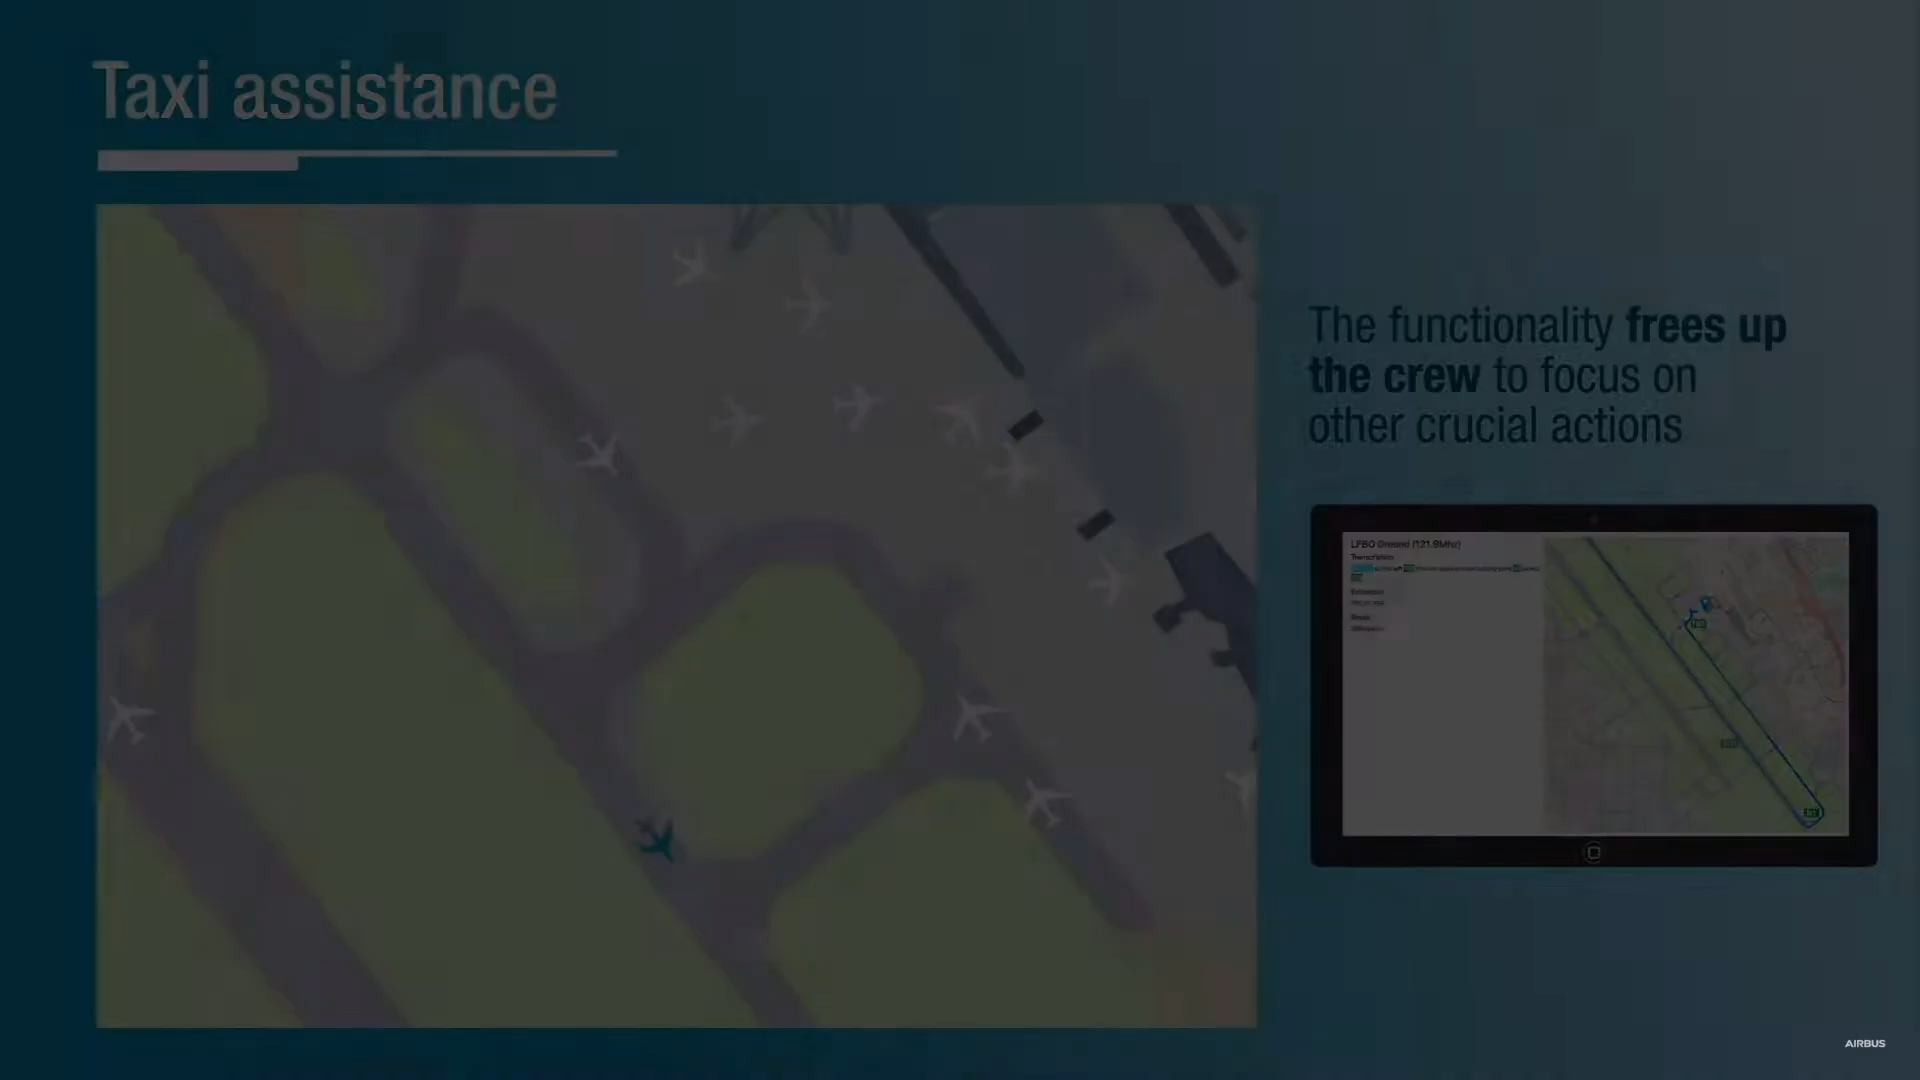 Taxi assistance
The functionality frees up
the crew to focus on
other crucial actions
LFBO Ground (121.9Mhz)
Transcription
AIRBUS